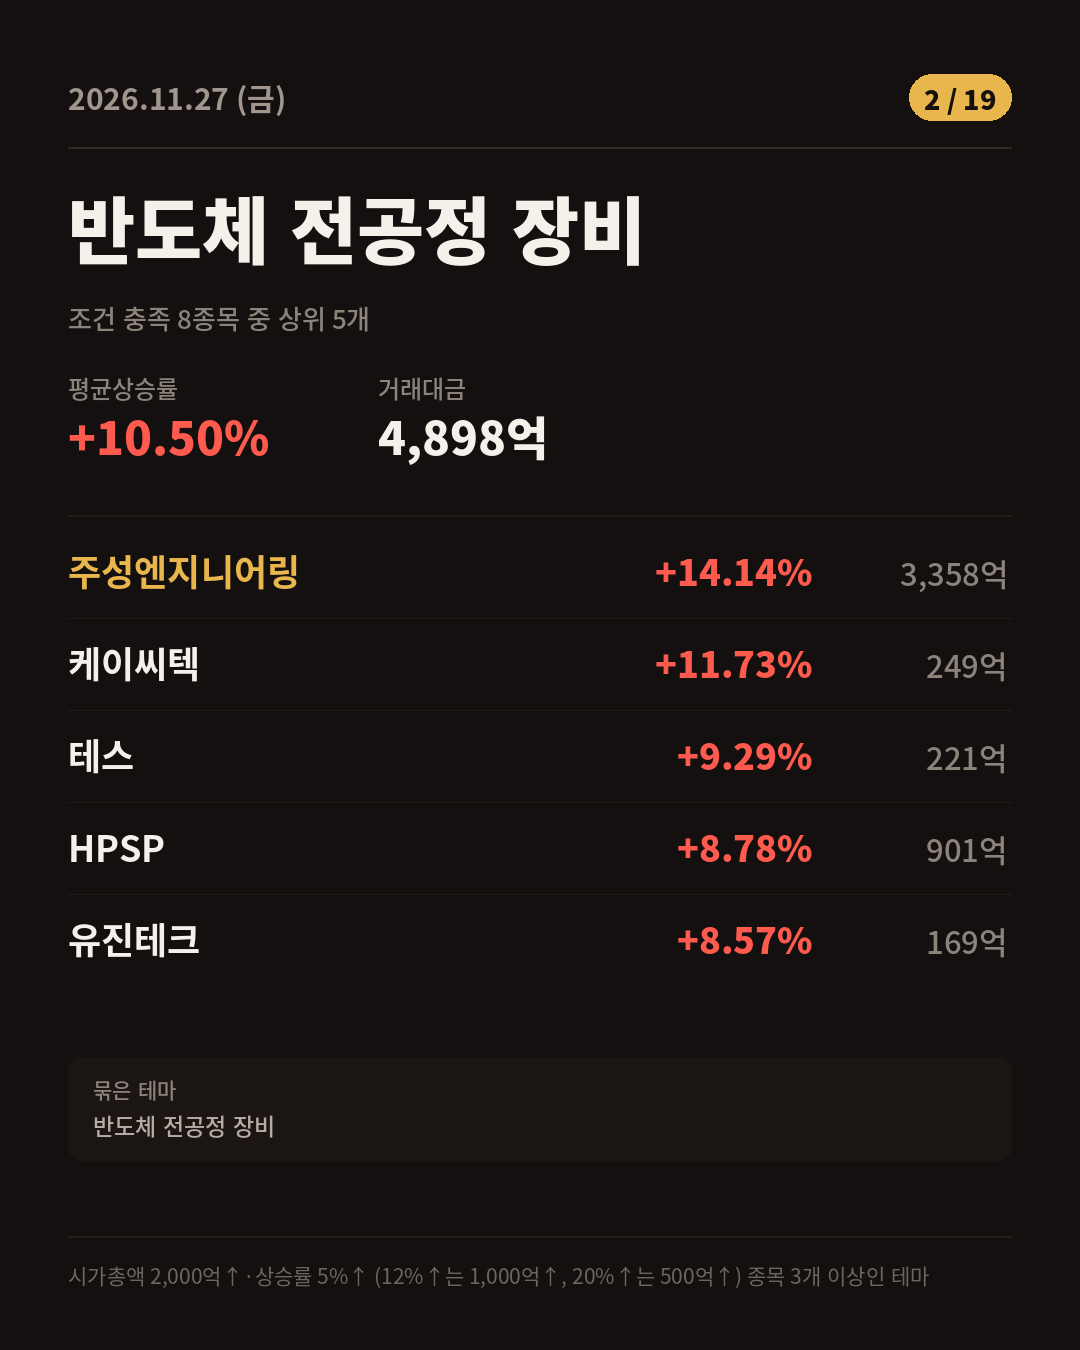 2026.11.27 (금)
2 / 19
반도체 전공정 장비
조건 충족 8종목 중 상위 5개
평균상승률 거래대금
+10.50% 4,898억
주성엔지니어링 +14.14% 3,358억
케이씨텍 +11.73% 249억
테스 +9.29% 221억
HPSP +8.78% 901억
유진테크 +8.57% 169억
묶은 테마
반도체 전공정 장비
시가총액 2,000억↑ · 상승률 5%↑ (12%↑는 1,000억↑, 20%↑는 500억↑) 종목 3개 이상인 테마